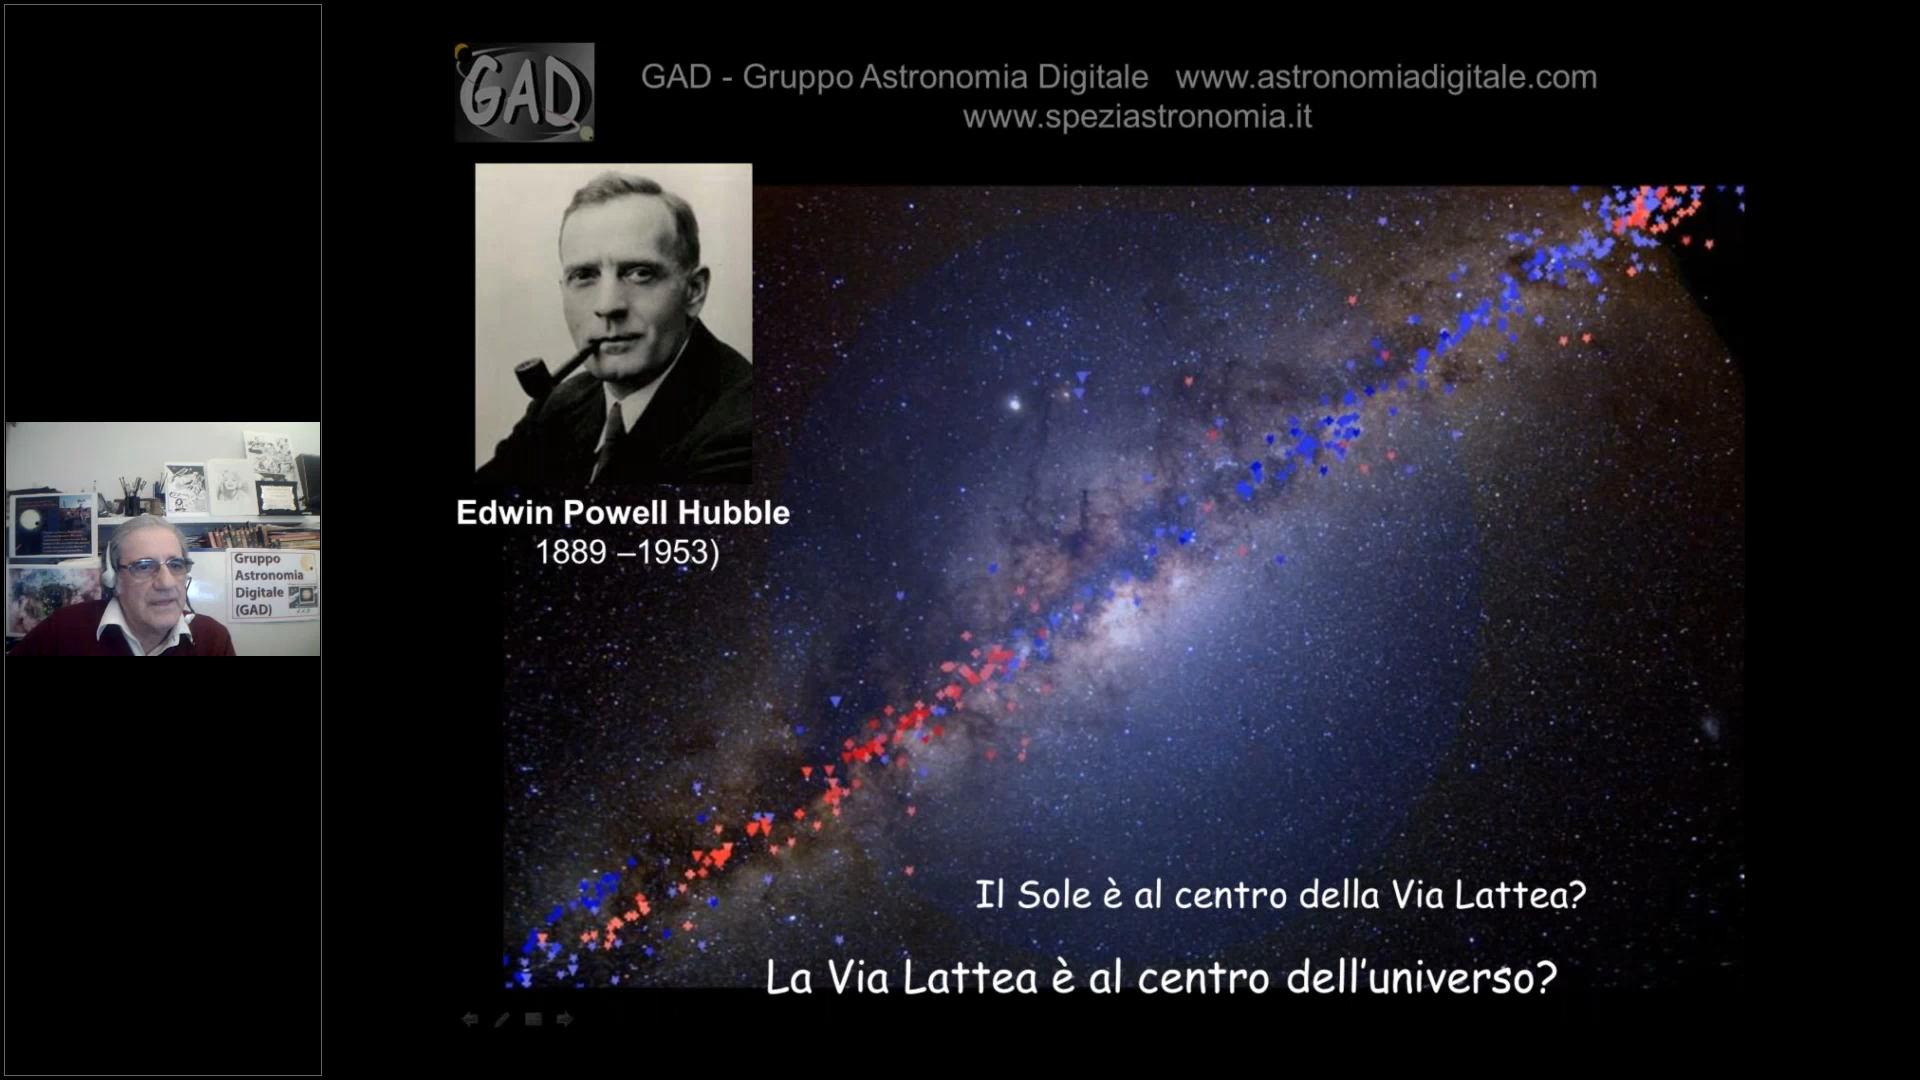 GAD
GAD - Gruppo Astronomia Digitale www.astronomiadigitale.com
www.speziastronomia.it
Edwin Powell Hubble
1889 –1953)
Gruppo
Astronomia
Digitale
(GAD)
Il Sole è al centro della Via Lattea?
La Via Lattea è al centro dell'universo?